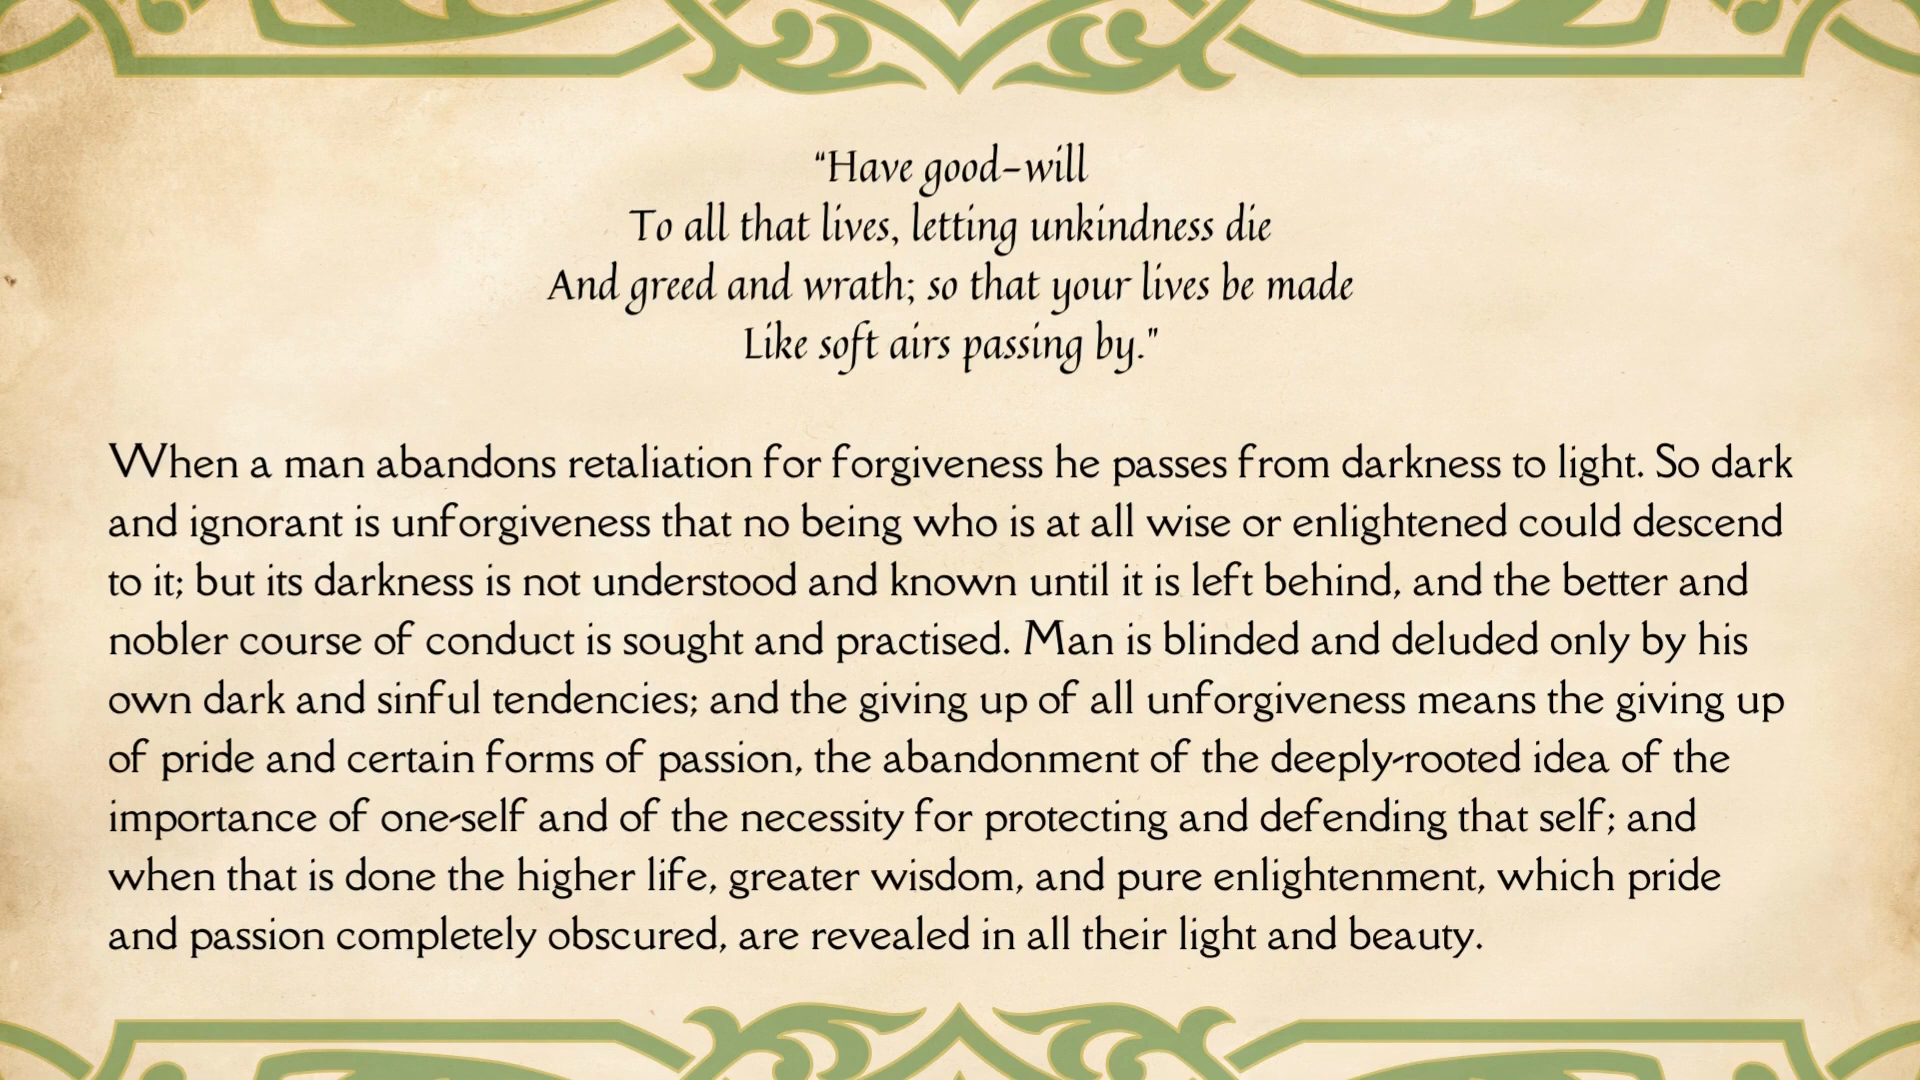 “Have good-will
To all that lives, letting unkindness die
And greed and wrath; so that your lives be made
Like soft airs passing by."
When a man abandons retaliation for forgiveness he passes from darkness to light. So dark
and ignorant is unforgiveness that no being who is at all wise or enlightened could descend
to it; but its darkness is not understood and known until it is left behind, and the better and
nobler course of conduct is sought and practised. Man is blinded and deluded only by his
own dark and sinful tendencies; and the giving up of all unforgiveness means the giving up
of pride and certain forms of passion, the abandonment of the deeply-rooted idea of the
importance of one-self and of the necessity for protecting and defending that self; and
when that is done the higher life, greater wisdom, and pure enlightenment, which pride
and passion completely obscured, are revealed in all their light and beauty.